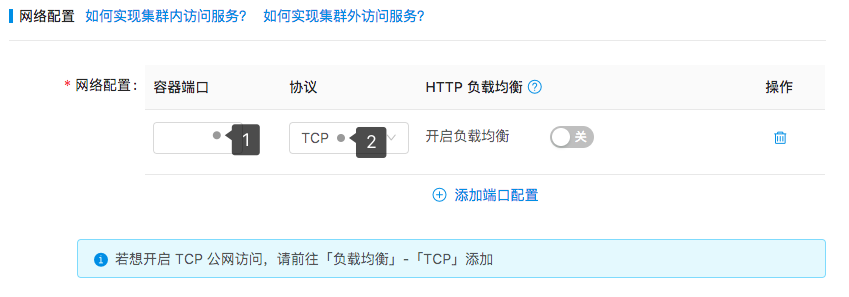 网络配置 如何实现集群内访问服务? 如何实现集群外访问服务?
* 网络配置: 容器端口 协议 HTTP 负载均衡 ? 操作
1 TCP 2 开启负载均衡 关
添加端口配置
若想开启 TCP 公网访问，请前往「负载均衡」-「TCP」添加